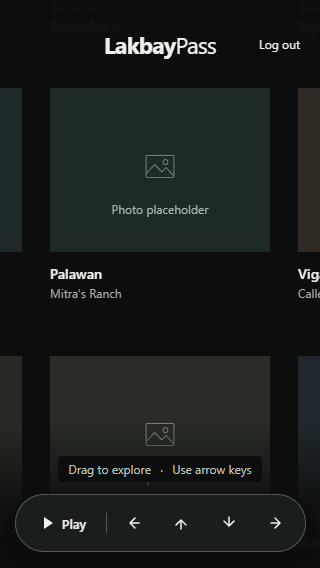 LakbayPass
Log out
Photo placeholder
Palawan
Mitra's Ranch
Drag to explore · Use arrow keys
Play